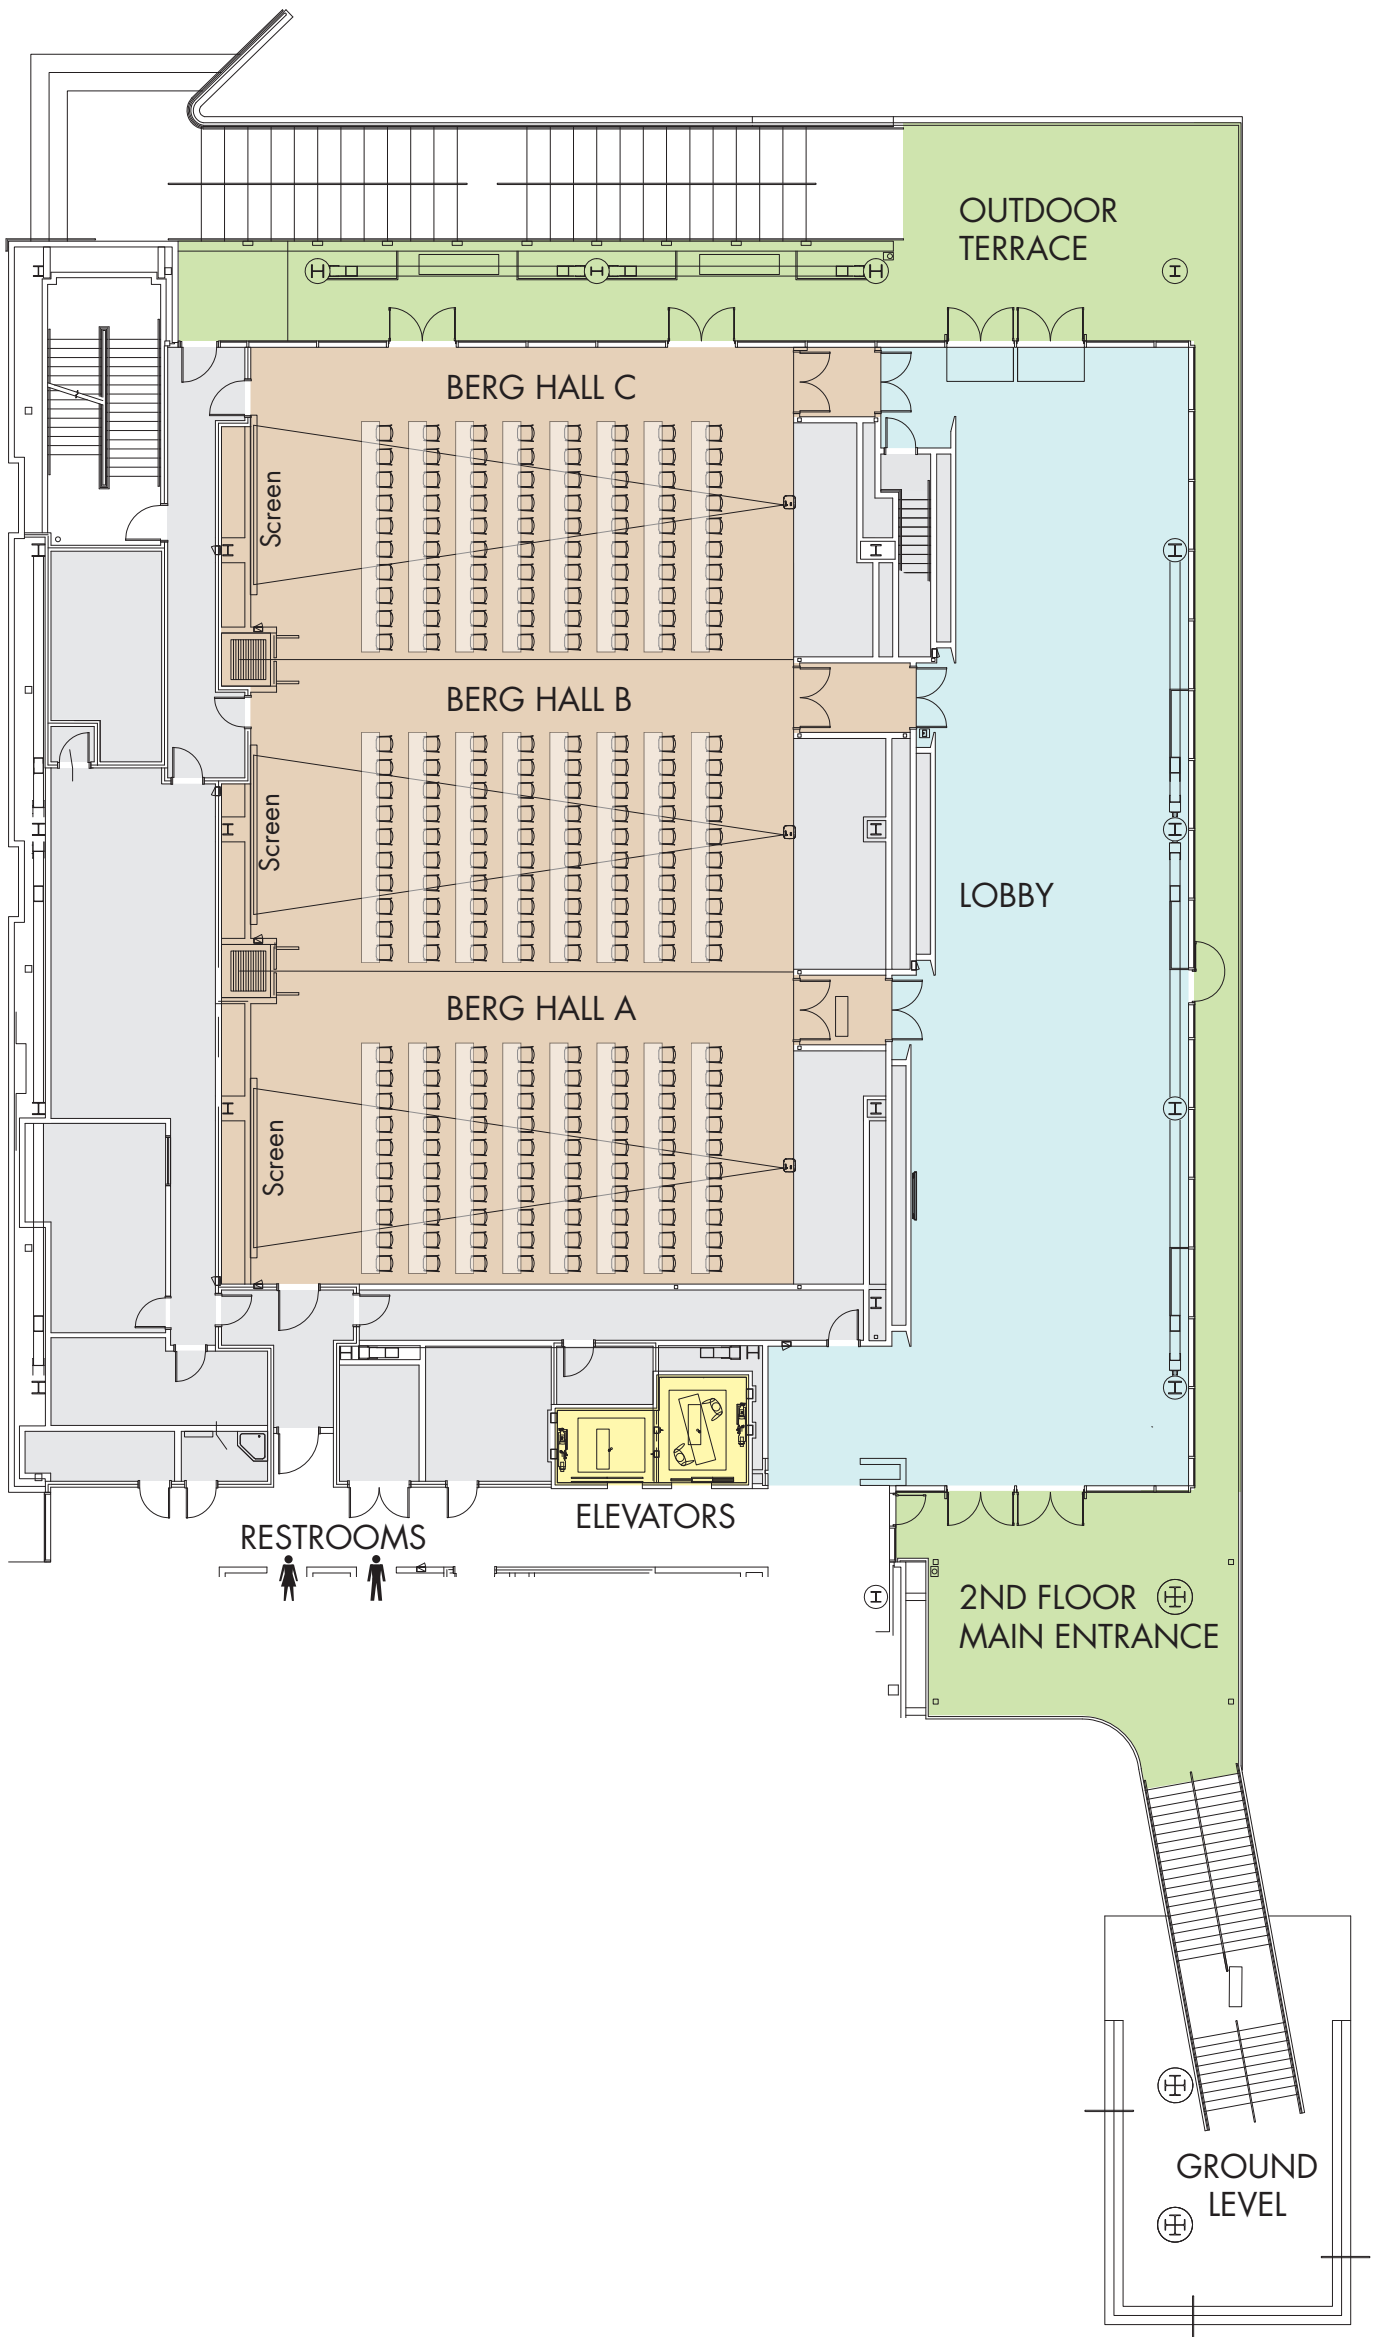 OUTDOOR
TERRACE
BERG HALL C
Screen
BERG HALL B
Screen
LOBBY
BERG HALL A
Screen
ELEVATORS
RESTROOMS
2ND FLOOR
MAIN ENTRANCE
GROUND
LEVEL